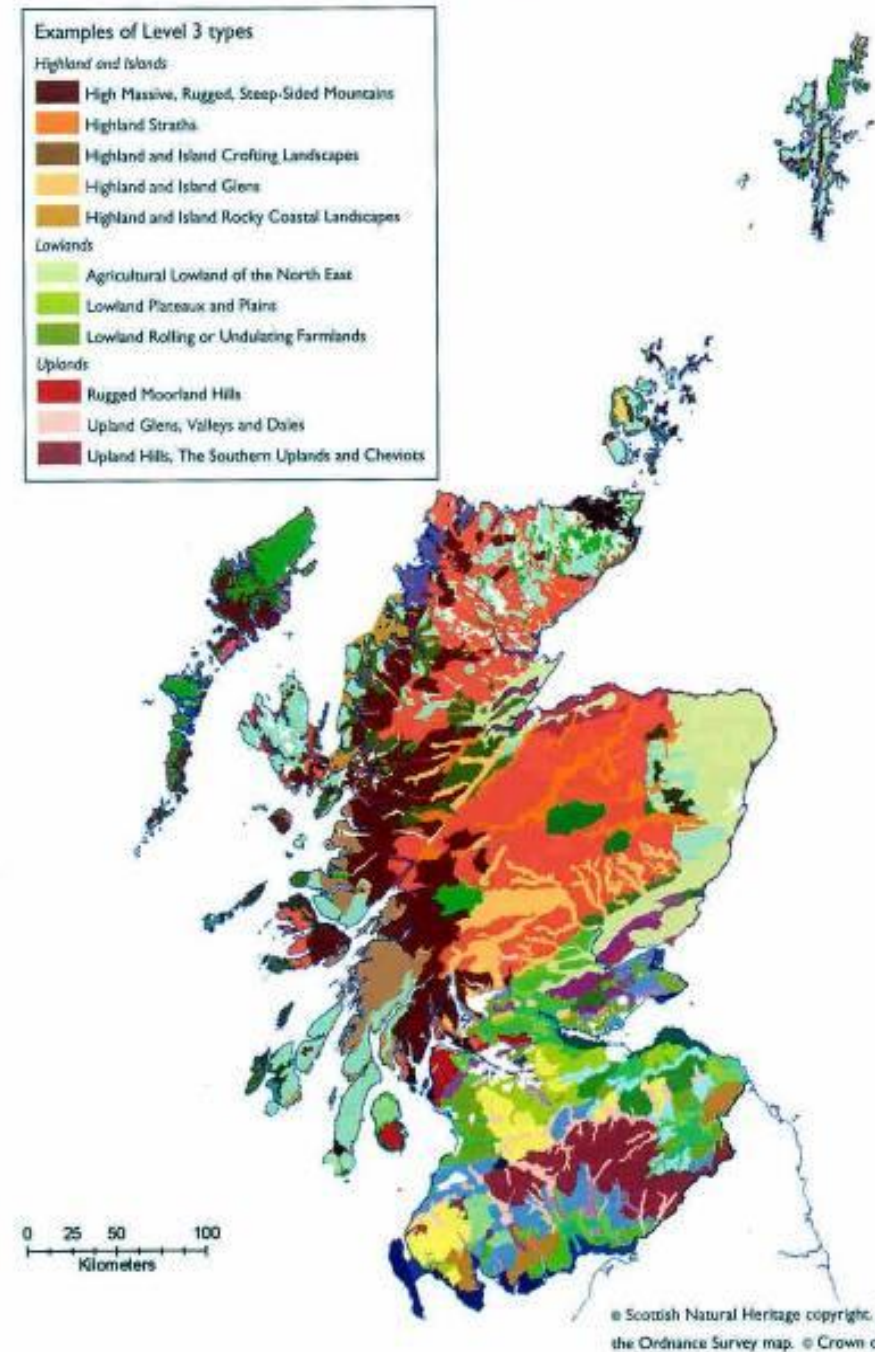 Examples of Level 3 types
Highland and Islands
High Massive, Rugged, Steep-Sided Mountains
Highland Straths
Highland and Island Crofting Landscapes
Highland and Island Glens
Highland and Island Rocky Coastal Landscapes
Lowlands
Agricultural Lowland of the North East
Lowland Plateaux and Plains
Lowland Rolling or Undulating Farmlands
Uplands
Rugged Moorland Hills
Upland Glens, Valleys and Dales
Upland Hills, The Southern Uplands and Cheviots
0 25 50 100
Kilometers
© Scottish Natural Heritage copyright.
the Ordnance Survey map. © Crown c